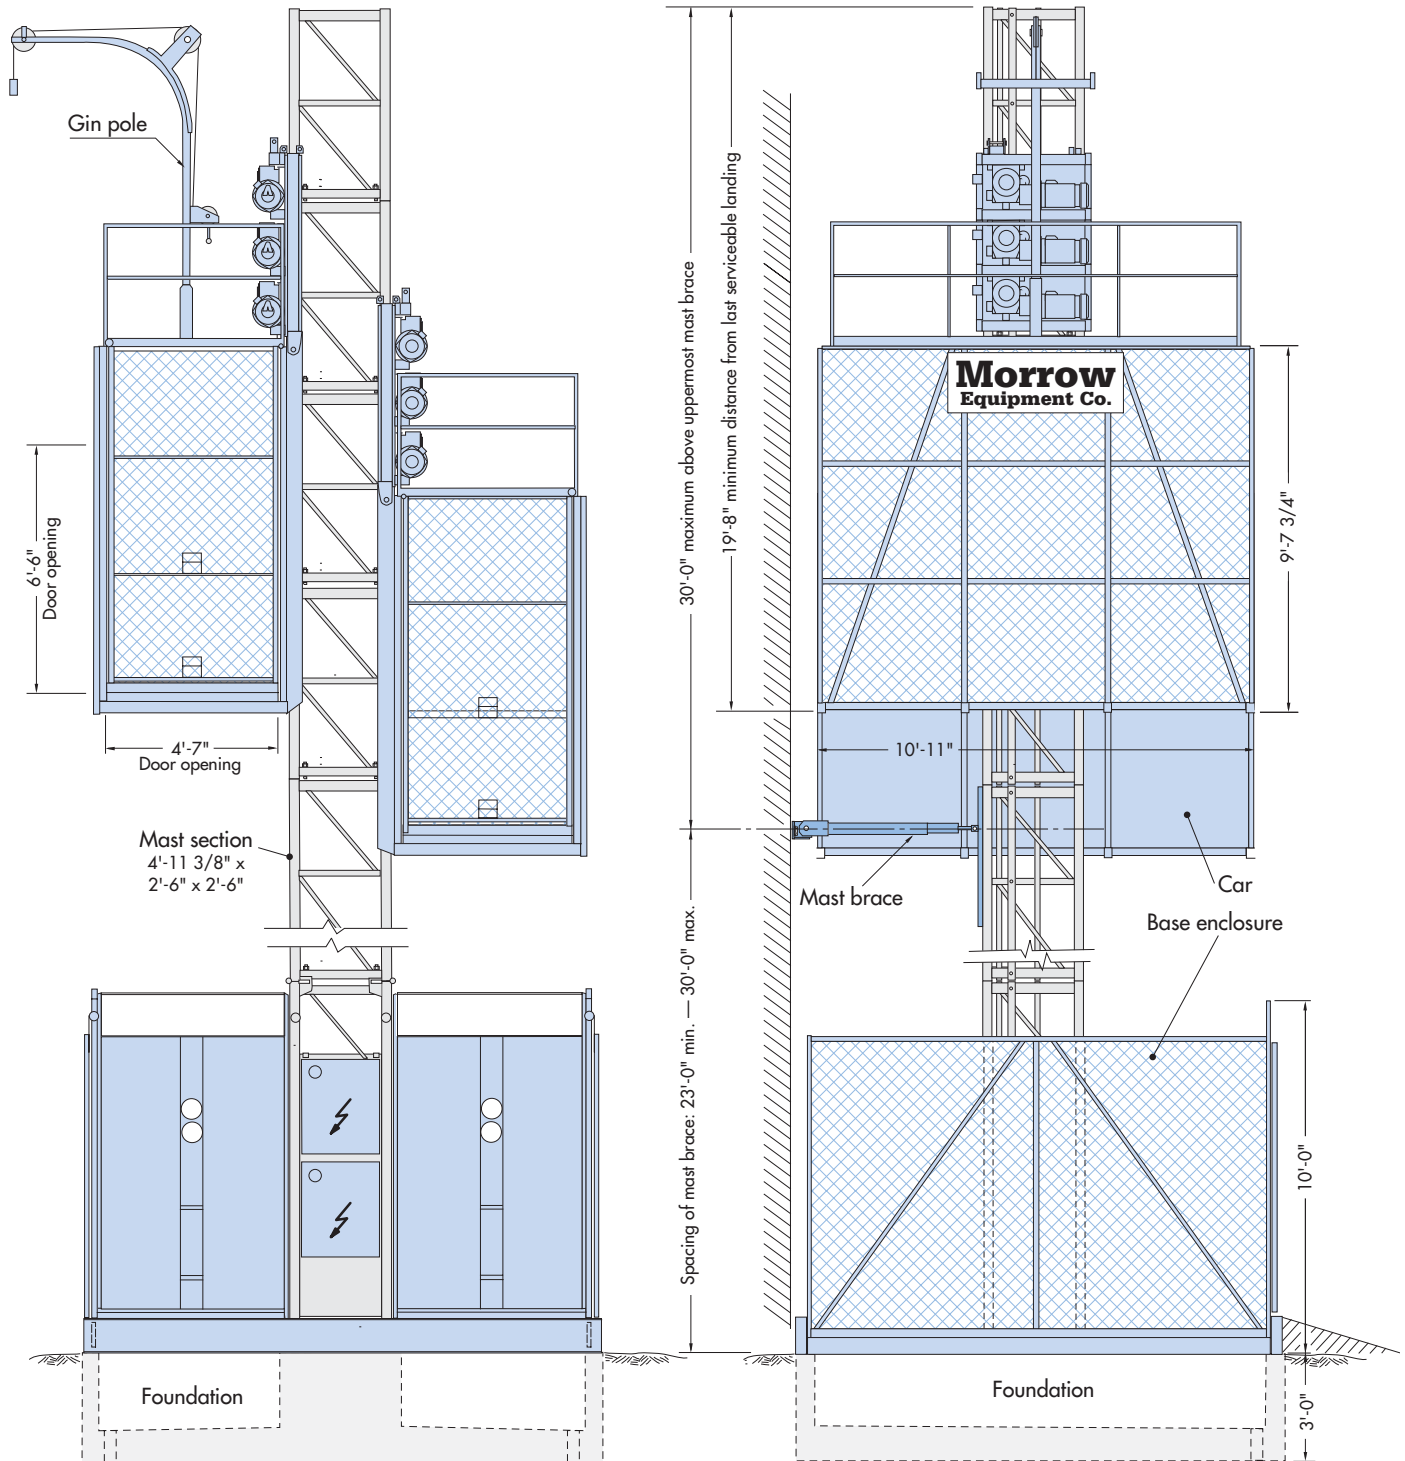 Gin pole
6'-6"
Door opening
4'-7"
Door opening
Mast section
4'-11 3/8" x
2'-6" x 2'-6"
Foundation
30'-0" maximum above uppermost mast brace
19'-8" minimum distance from last serviceable landing
Spacing of mast brace: 23'-0" min. — 30'-0" max.
Morrow
Equipment Co.
9'-7 3/4"
10'-11"
Mast brace
Car
Base enclosure
10'-0"
Foundation
3'-0"